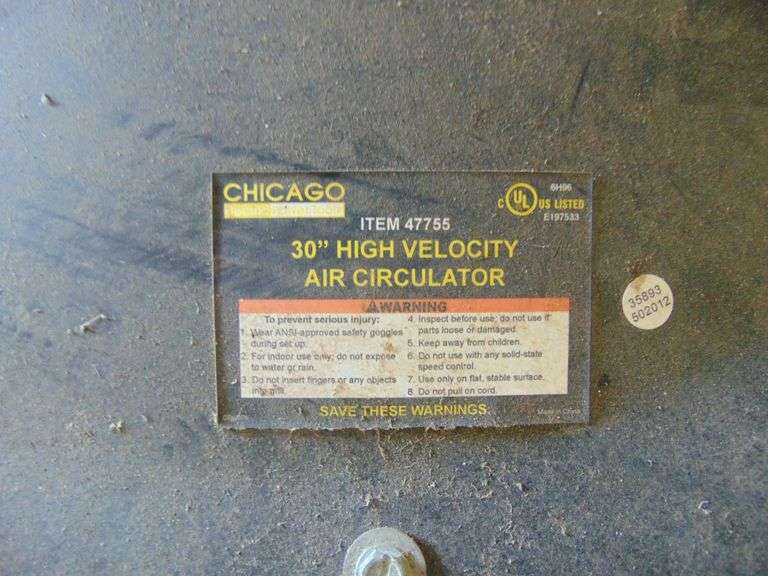 CHICAGO
ITEM 47755
30” HIGH VELOCITY
AIR CIRCULATOR
6H96
C UL US LISTED
E197533
WARNING
To prevent serious injury:
1. Wear ANSI-approved safety goggles
during set up.
2. For indoor use only; do not expose
to water or rain.
3. Do not insert fingers or any objects
into grill.
4. Inspect before use; do not use if
parts loose or damaged.
5. Keep away from children.
6. Do not use with any solid-state
speed control.
7. Use only on flat, stable surface.
8. Do not pull on cord.
SAVE THESE WARNINGS.
Made in China
35893
502012